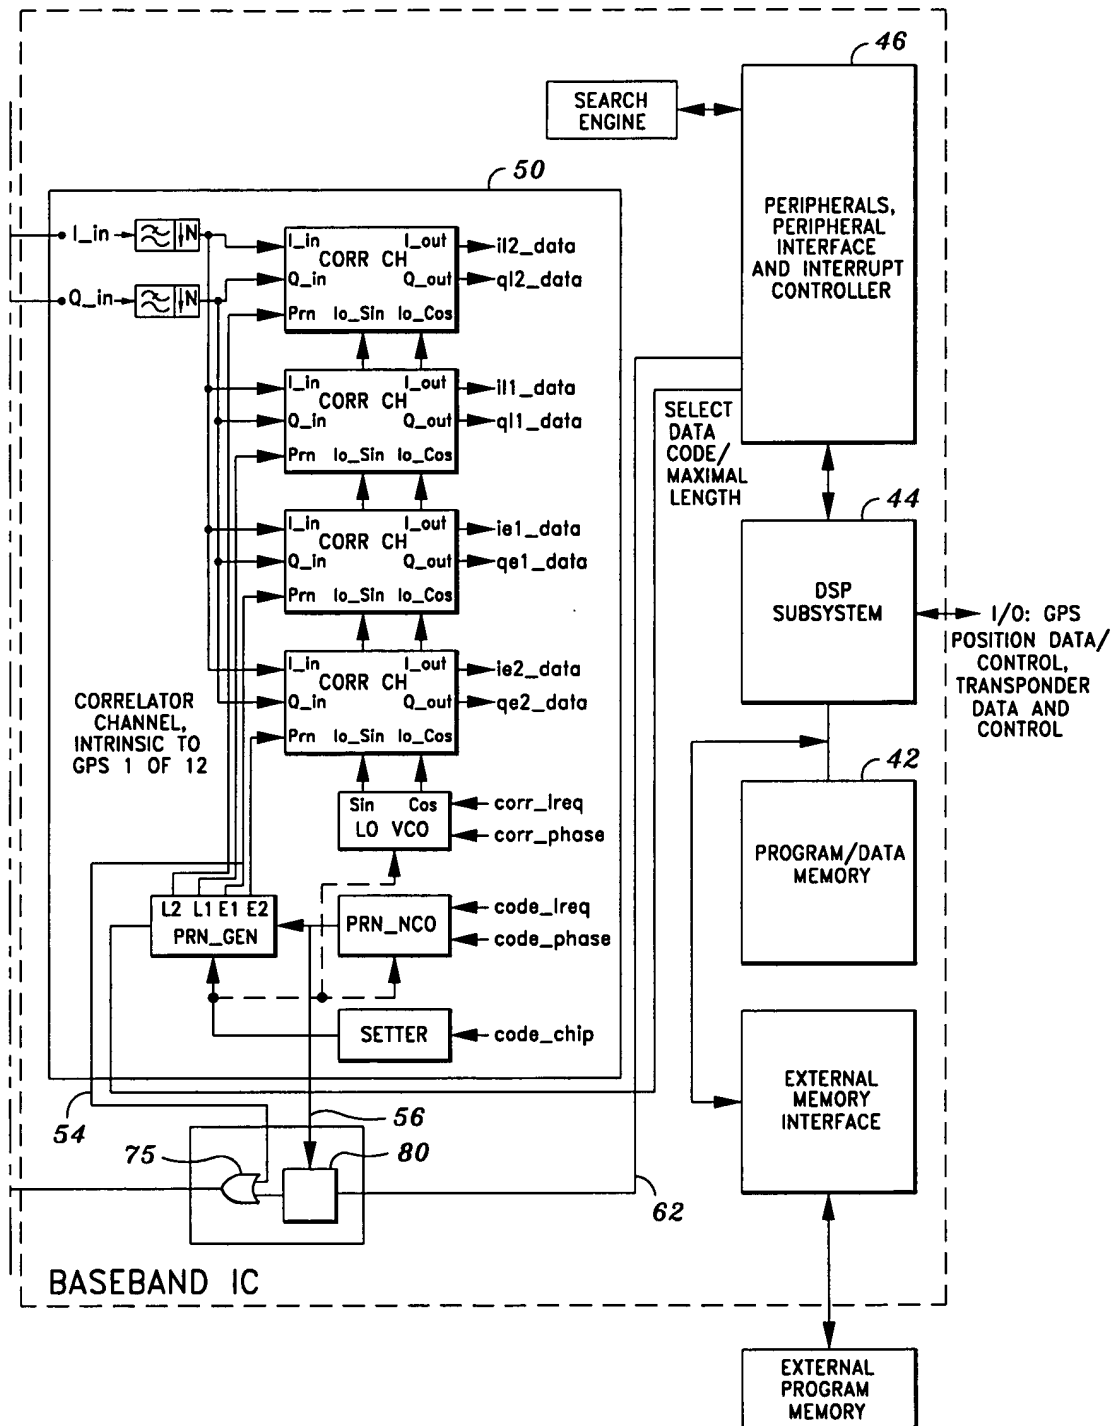 46
SEARCH
ENGINE
PERIPHERALS,
PERIPHERAL
INTERFACE
AND INTERRUPT
CONTROLLER
50
I_in
↓N
Q_in
↓N
I_in I_out
CORR CH
Q_in Q_out
Prn lo_Sin lo_Cos
il2_data
ql2_data
I_in I_out
CORR CH
Q_in Q_out
Prn lo_Sin lo_Cos
il1_data
ql1_data
I_in I_out
CORR CH
Q_in Q_out
Prn lo_Sin lo_Cos
ie1_data
qe1_data
I_in I_out
CORR CH
Q_in Q_out
Prn lo_Sin lo_Cos
ie2_data
qe2_data
SELECT
DATA
CODE/
MAXIMAL
LENGTH
44
DSP
SUBSYSTEM
I/O: GPS
POSITION DATA/
CONTROL,
TRANSPONDER
DATA AND
CONTROL
CORRELATOR
CHANNEL,
INTRINSIC TO
GPS 1 OF 12
Sin Cos
LO VCO
corr_lreq
corr_phase
42
PROGRAM/DATA
MEMORY
L2 L1 E1 E2
PRN_GEN
PRN_NCO
code_lreq
code_phase
SETTER
code_chip
EXTERNAL
MEMORY
INTERFACE
54
56
75
80
62
BASEBAND IC
EXTERNAL
PROGRAM
MEMORY